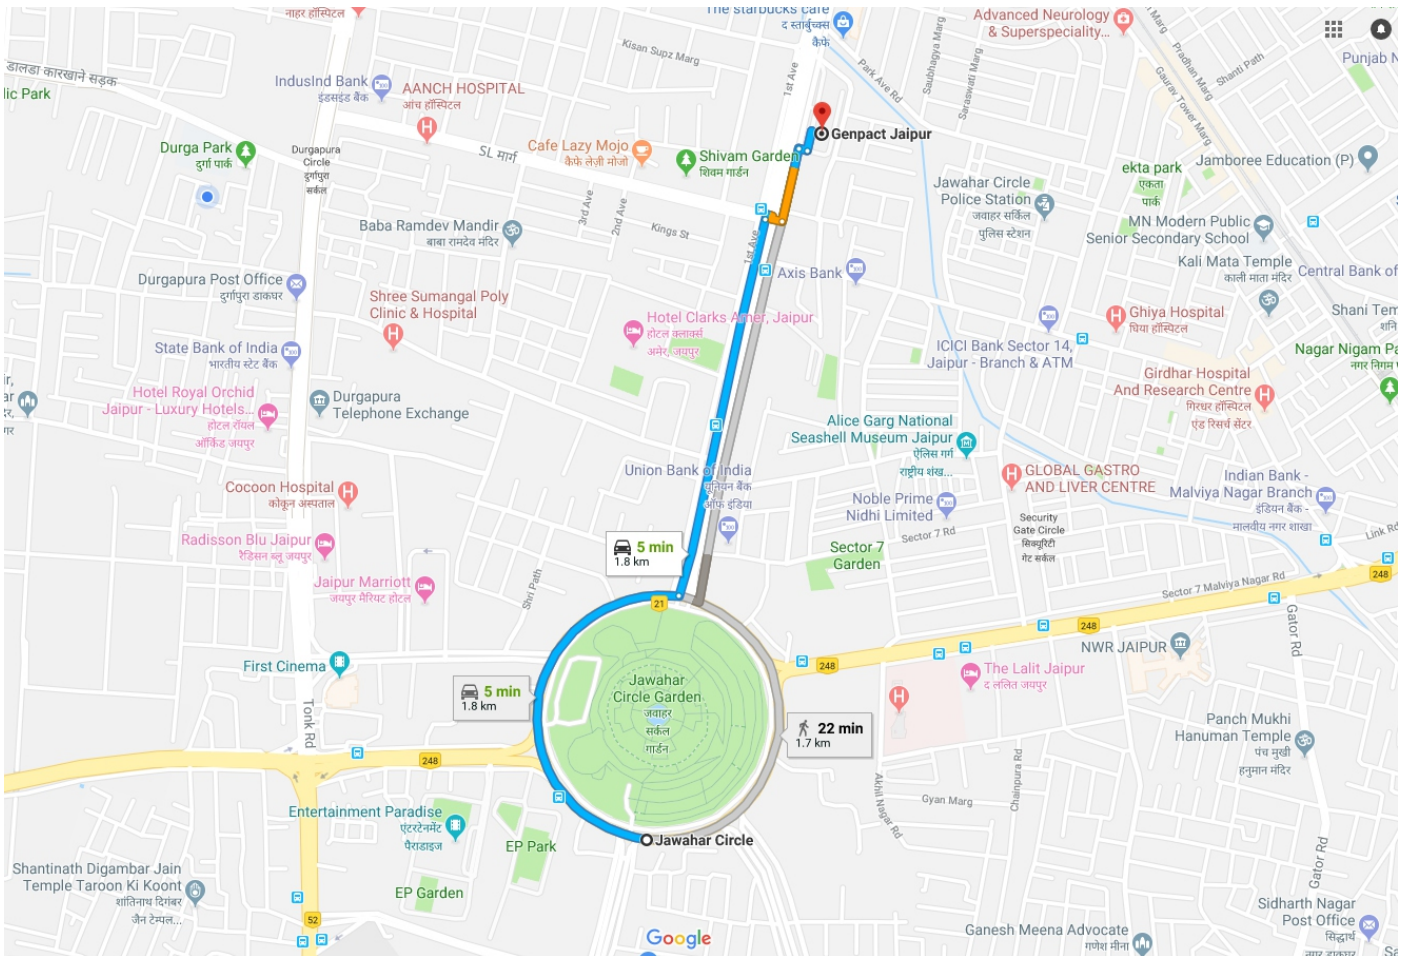 नाहर हॉस्पिटल
The starbucks cafe
द स्तार्बुच्क्स
कैफे
Advanced Neurology
& Superspeciality...
Kisan Supz Marg
1st Ave
Park Ave Rd
Saubhagya Marg
Saraswati Marg
Pradhan Marg
Gaurav Tower Marg
Shanti Path
Punjab N
डालडा कारखाने सड़क
lic Park
IndusInd Bank
इंडसइंड बैंक
AANCH HOSPITAL
आंच हॉस्पिटल
Genpact Jaipur
Durga Park
दुर्गा पार्क
Durgapura
Circle
दुर्गापुरा
सर्कल
SL मार्ग
Cafe Lazy Mojo
कैफे लेज़ी मोजो
Shivam Garden
शिवम गार्डन
Jamboree Education (P)
ekta park
एकता
पार्क
Jawahar Circle
Police Station
जवाहर सर्किल
पुलिस स्टेशन
3rd Ave
2nd Ave
Kings St
1st Ave
Baba Ramdev Mandir
बाबा रामदेव मंदिर
MN Modern Public
Senior Secondary School
Kali Mata Temple
काली माता मंदिर
Central Bank of
Durgapura Post Office
दुर्गापुरा डाकघर
Axis Bank
Shree Sumangal Poly
Clinic & Hospital
Hotel Clarks Amer, Jaipur
होटल क्लार्क्स
अमेर, जयपुर
Ghiya Hospital
घिया हॉस्पिटल
Shani Tem
शनि
State Bank of India
भारतीय स्टेट बैंक
ICICI Bank Sector 14,
Jaipur - Branch & ATM
Nagar Nigam Pa
नगर निगम
Girdhar Hospital
And Research Centre
गिरधर हॉस्पिटल
एंड रिसर्च सेंटर
Hotel Royal Orchid
Jaipur - Luxury Hotels...
होटल रॉयल
ऑर्किड जयपुर
Durgapura
Telephone Exchange
Alice Garg National
Seashell Museum Jaipur
ऐलिस गर्ग
राष्ट्रीय शंख...
Union Bank of India
यूनियन बैंक
ऑफ इंडिया
GLOBAL GASTRO
AND LIVER CENTRE
Indian Bank -
Malviya Nagar Branch
इंडियन बैंक -
मालवीय नगर शाखा
Cocoon Hospital
कोकून अस्पताल
Noble Prime
Nidhi Limited
Security
Gate Circle
सिक्युरिटी
गेट सर्कल
Sector 7 Rd
Link Rd
Radisson Blu Jaipur
रैडिसन ब्लू जयपुर
5 min
1.8 km
Sector 7
Garden
Jaipur Marriott
जयपुर मैरियट होटल
Shri Path
Sector 7 Malviya Nagar Rd
248
21
248
Gator Rd
First Cinema
248
NWR JAIPUR
The Lalit Jaipur
द ललित जयपुर
5 min
1.8 km
Jawahar
Circle Garden
जवाहर
सर्कल
गार्डन
22 min
1.7 km
Tonk Rd
Panch Mukhi
Hanuman Temple
पंच मुखी
हनुमान मंदिर
248
Akhil Nagar Rd
Gyan Marg
Chainpura Rd
Entertainment Paradise
एंटरटेनमेंट
पैराडाइज
EP Park
Jawahar Circle
Gator Rd
Shantinath Digambar Jain
Temple Taroon Ki Koont
शांतिनाथ दिगंबर
जैन टेम्पल...
EP Garden
52
Google
Sidharth Nagar
Post Office
सिद्धार्थ
Ganesh Meena Advocate
गणेश मीना